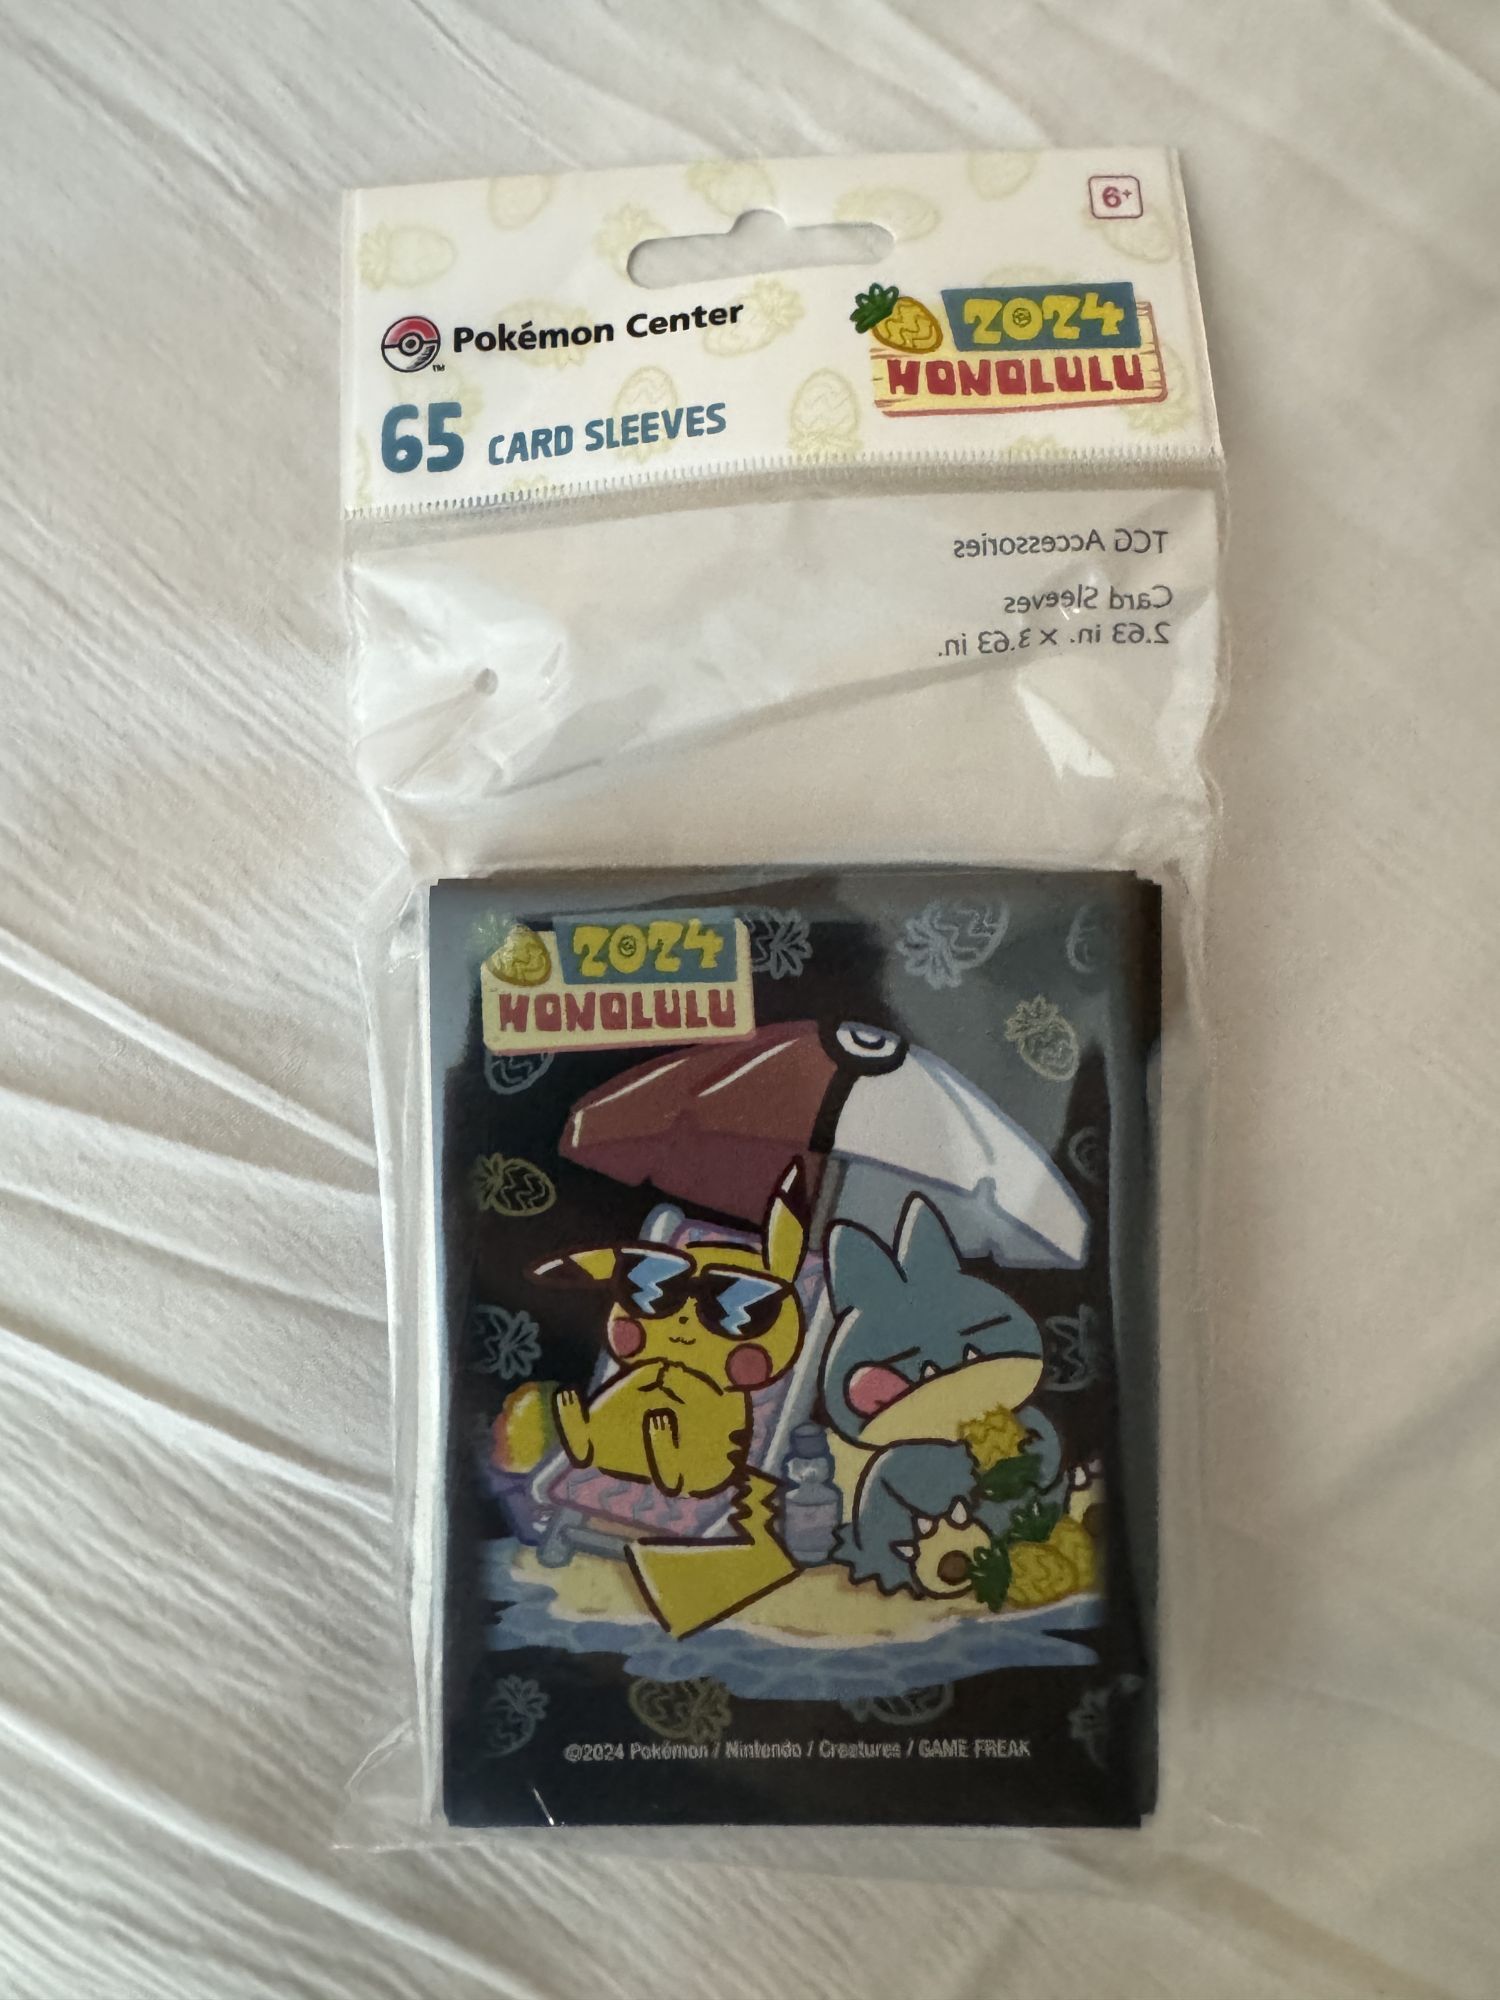 6+
Pokémon Center
TM
2024
HONOLULU
65 CARD SLEEVES
TCG Accessories
Card Sleeves
2.63 in. x 3.63 in.
2024
HONOLULU
©2024 Pokémon / Nintendo / Creatures / GAME FREAK